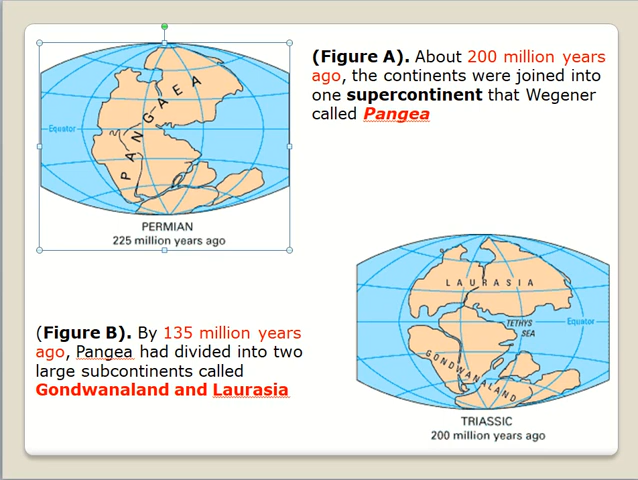 (Figure A). About 200 million years
ago, the continents were joined into
one supercontinent that Wegener
called Pangea
PANGAEA
Equator
PERMIAN
225 million years ago
(Figure B). By 135 million years
ago, Pangea had divided into two
large subcontinents called
Gondwanaland and Laurasia
LAURASIA
TETHYS
SEA
Equator
GONDWANALAND
TRIASSIC
200 million years ago